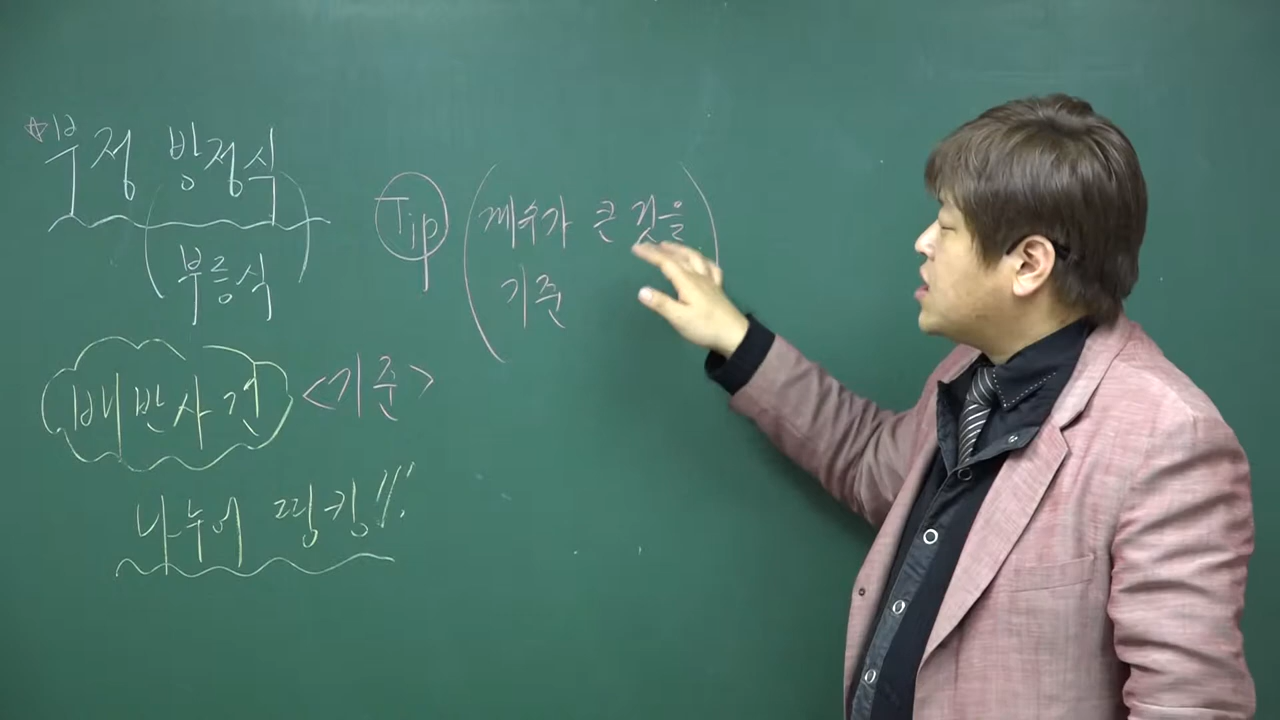 ☆부정 방정식
(부등식)
배반사건 <기준>
나누어 띵킹!!
Tip (계수가 큰 것을
기준